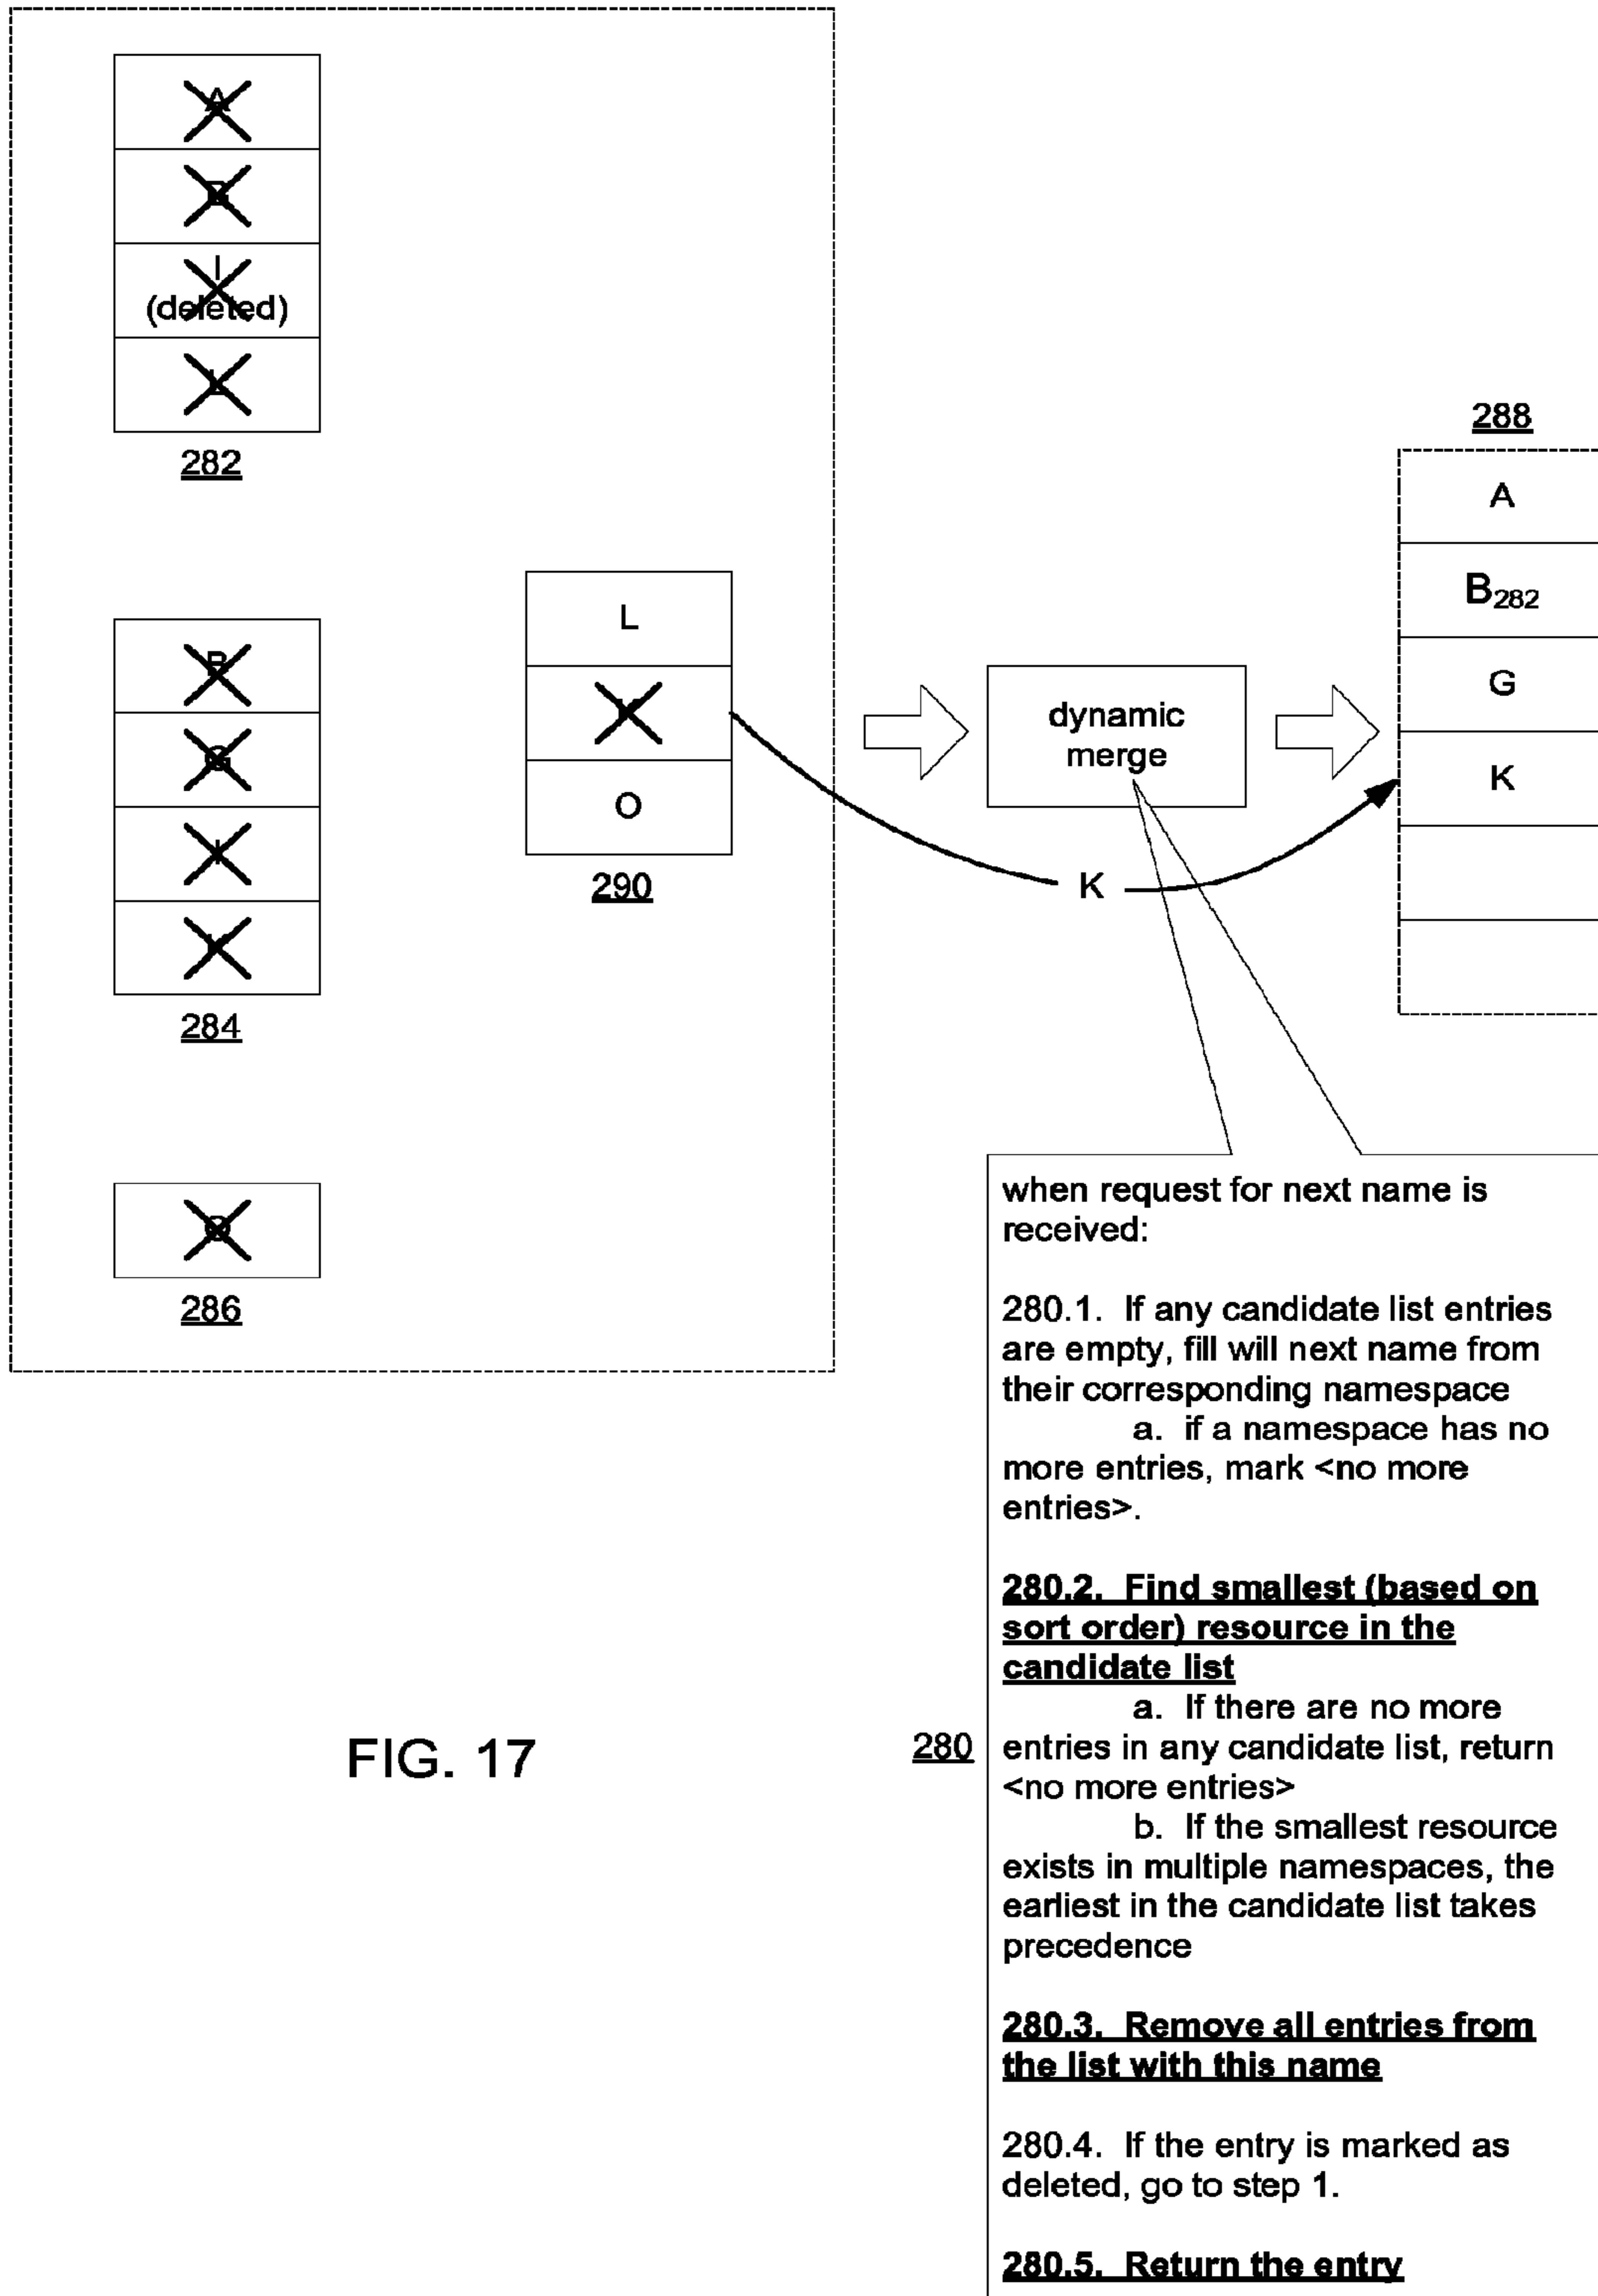 A
B
I
(deleted)
L
282
B
G
I
K
284
O
286
L
K
O
290
dynamic
merge
K
288
A
B282
G
K
when request for next name is
received:
280.1. If any candidate list entries
are empty, fill will next name from
their corresponding namespace
a. if a namespace has no
more entries, mark <no more
entries>.
280.2. Find smallest (based on
sort order) resource in the
candidate list
a. If there are no more
entries in any candidate list, return
<no more entries>
b. If the smallest resource
exists in multiple namespaces, the
earliest in the candidate list takes
precedence
280.3. Remove all entries from
the list with this name
280.4. If the entry is marked as
deleted, go to step 1.
280.5. Return the entry
280
FIG. 17